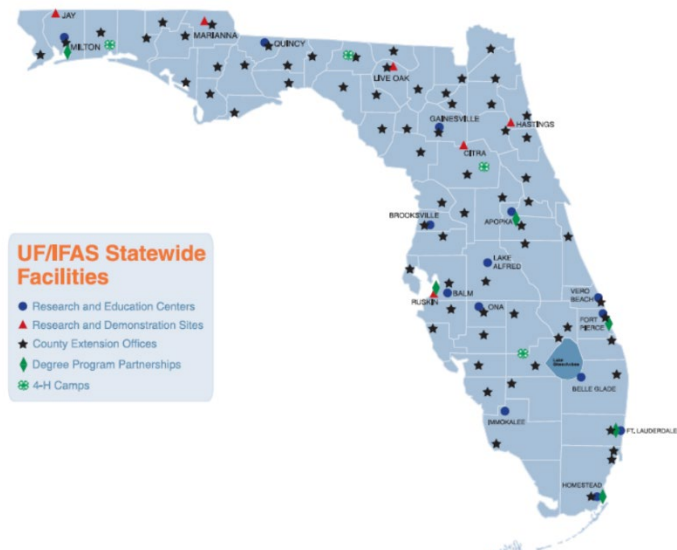 JAY
MILTON
MARIANNA
QUINCY
LIVE OAK
GAINESVILLE
HASTINGS
CITRA
BROOKSVILLE
APOPKA
LAKE
ALFRED
UF/IFAS Statewide
Facilities
Research and Education Centers
Research and Demonstration Sites
County Extension Offices
Degree Program Partnerships
4-H Camps
RUSKIN
BALM
ONA
VERO
BEACH
FORT
PIERCE
Lake
BELLE GLADE
IMMOKALEE
FT. LAUDERDALE
HOMESTEAD